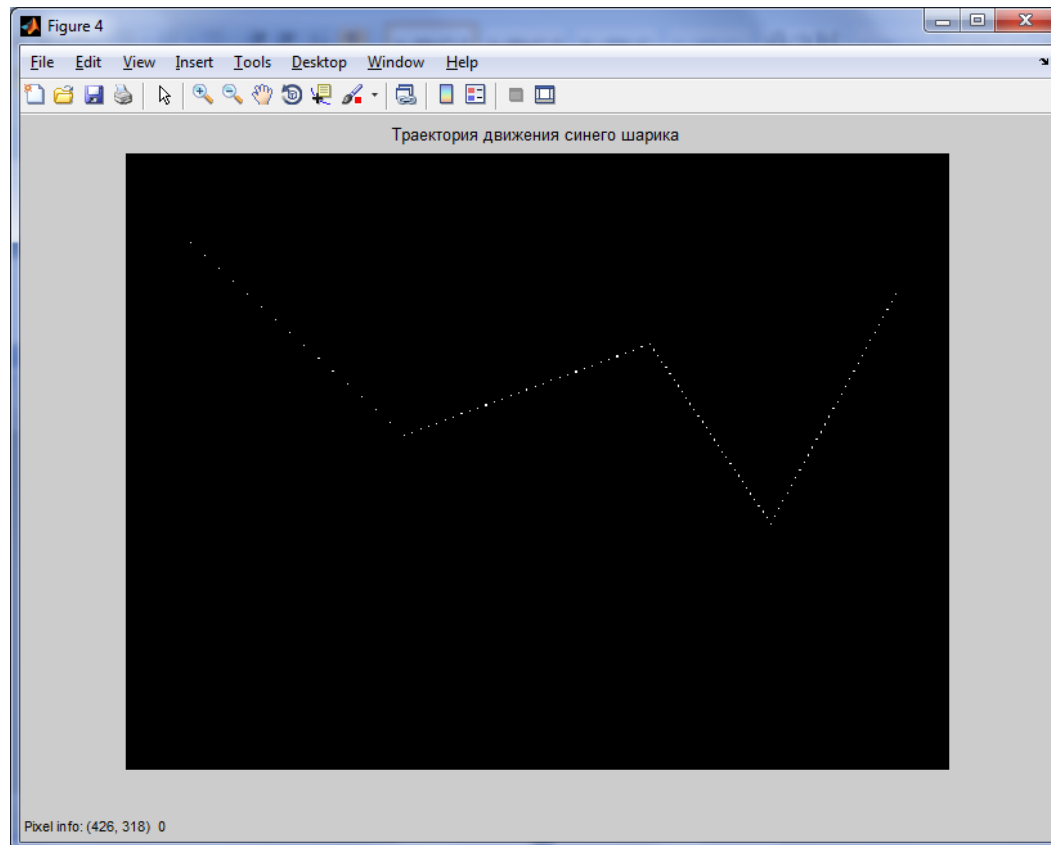 Figure 4
File Edit View Insert Tools Desktop Window Help
Траектория движения синего шарика
Pixel info: (426, 318) 0